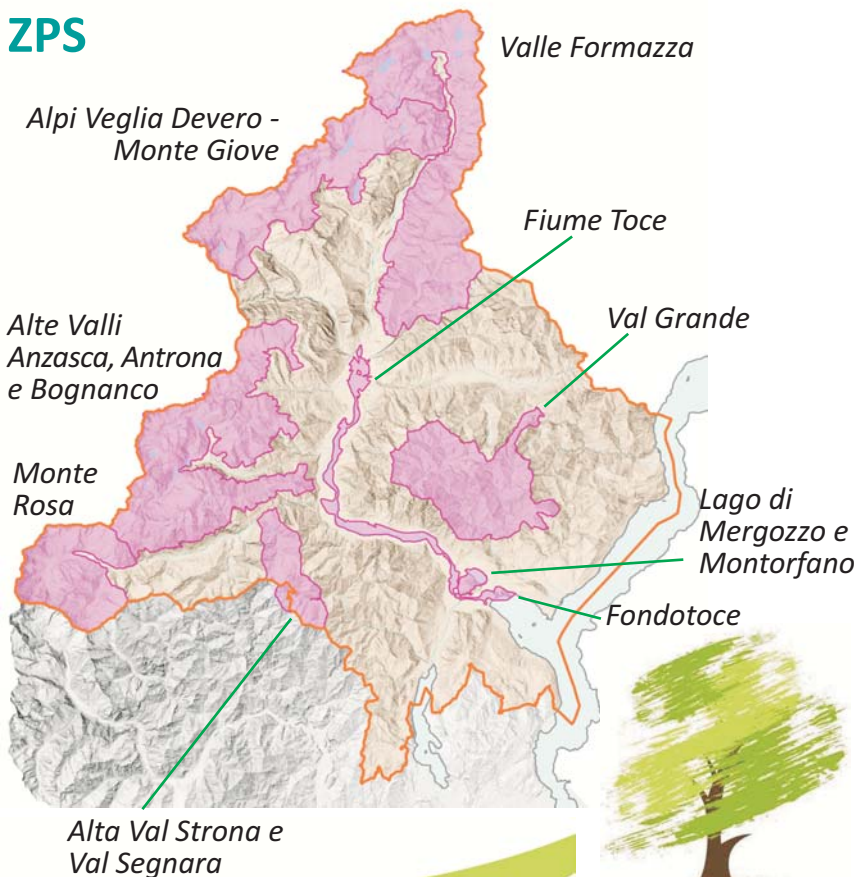 ZPS
Valle Formazza
Alpi Veglia Devero -
Monte Giove
Fiume Toce
Val Grande
Alte Valli
Anzasca, Antrona
e Bognanco
Monte
Rosa
Lago di
Mergozzo e
Montorfano
Fondotoce
Alta Val Strona e
Val Segnara